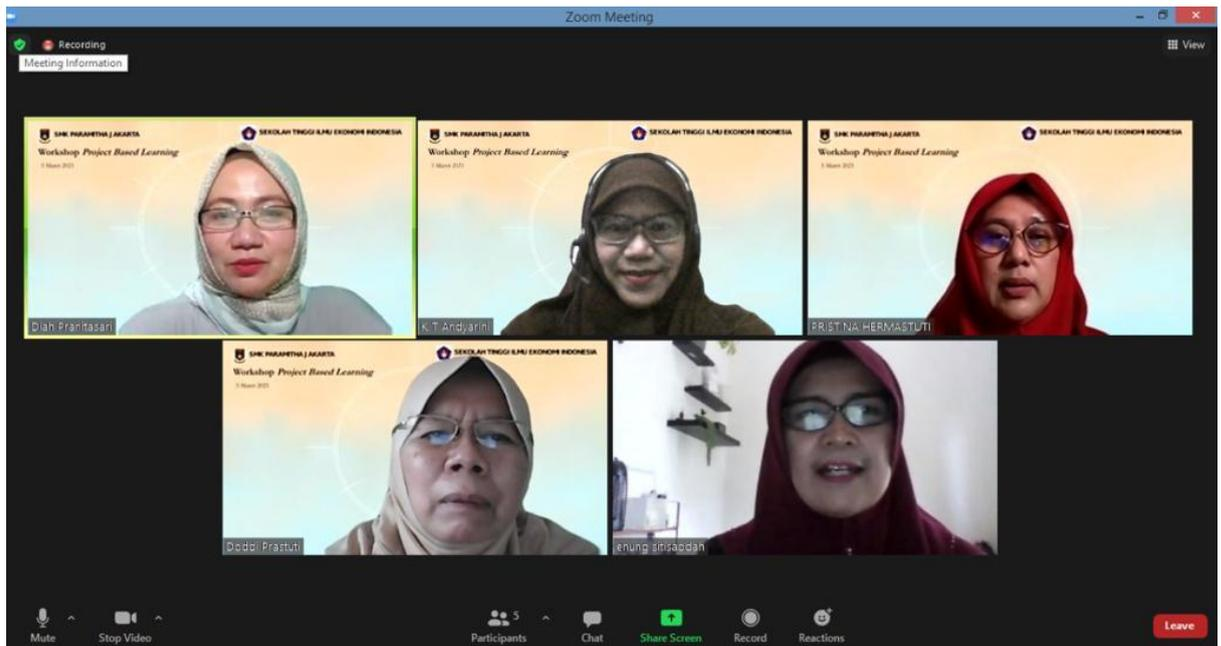 Zoom Meeting
Recording
View
Meeting Information
SMK PARAMITHA JAKARTA
SEKOLAH TINGGI ILMU EKONOMI INDONESIA
Workshop Project Based Learning
Diah Pranitasari
SMK PARAMITHA JAKARTA
SEKOLAH TINGGI ILMU EKONOMI INDONESIA
Workshop Project Based Learning
K. T Andyarini
SMK PARAMITHA JAKARTA
SEKOLAH TINGGI ILMU EKONOMI INDONESIA
Workshop Project Based Learning
PRISTINA HERMASTUTI
SMK PARAMITHA JAKARTA
SEKOLAH TINGGI ILMU EKONOMI INDONESIA
Workshop Project Based Learning
Prastuti
enung sitisaodah
Mute
Stop Video
5
Participants
Chat
Share Screen
Record
Reactions
Leave